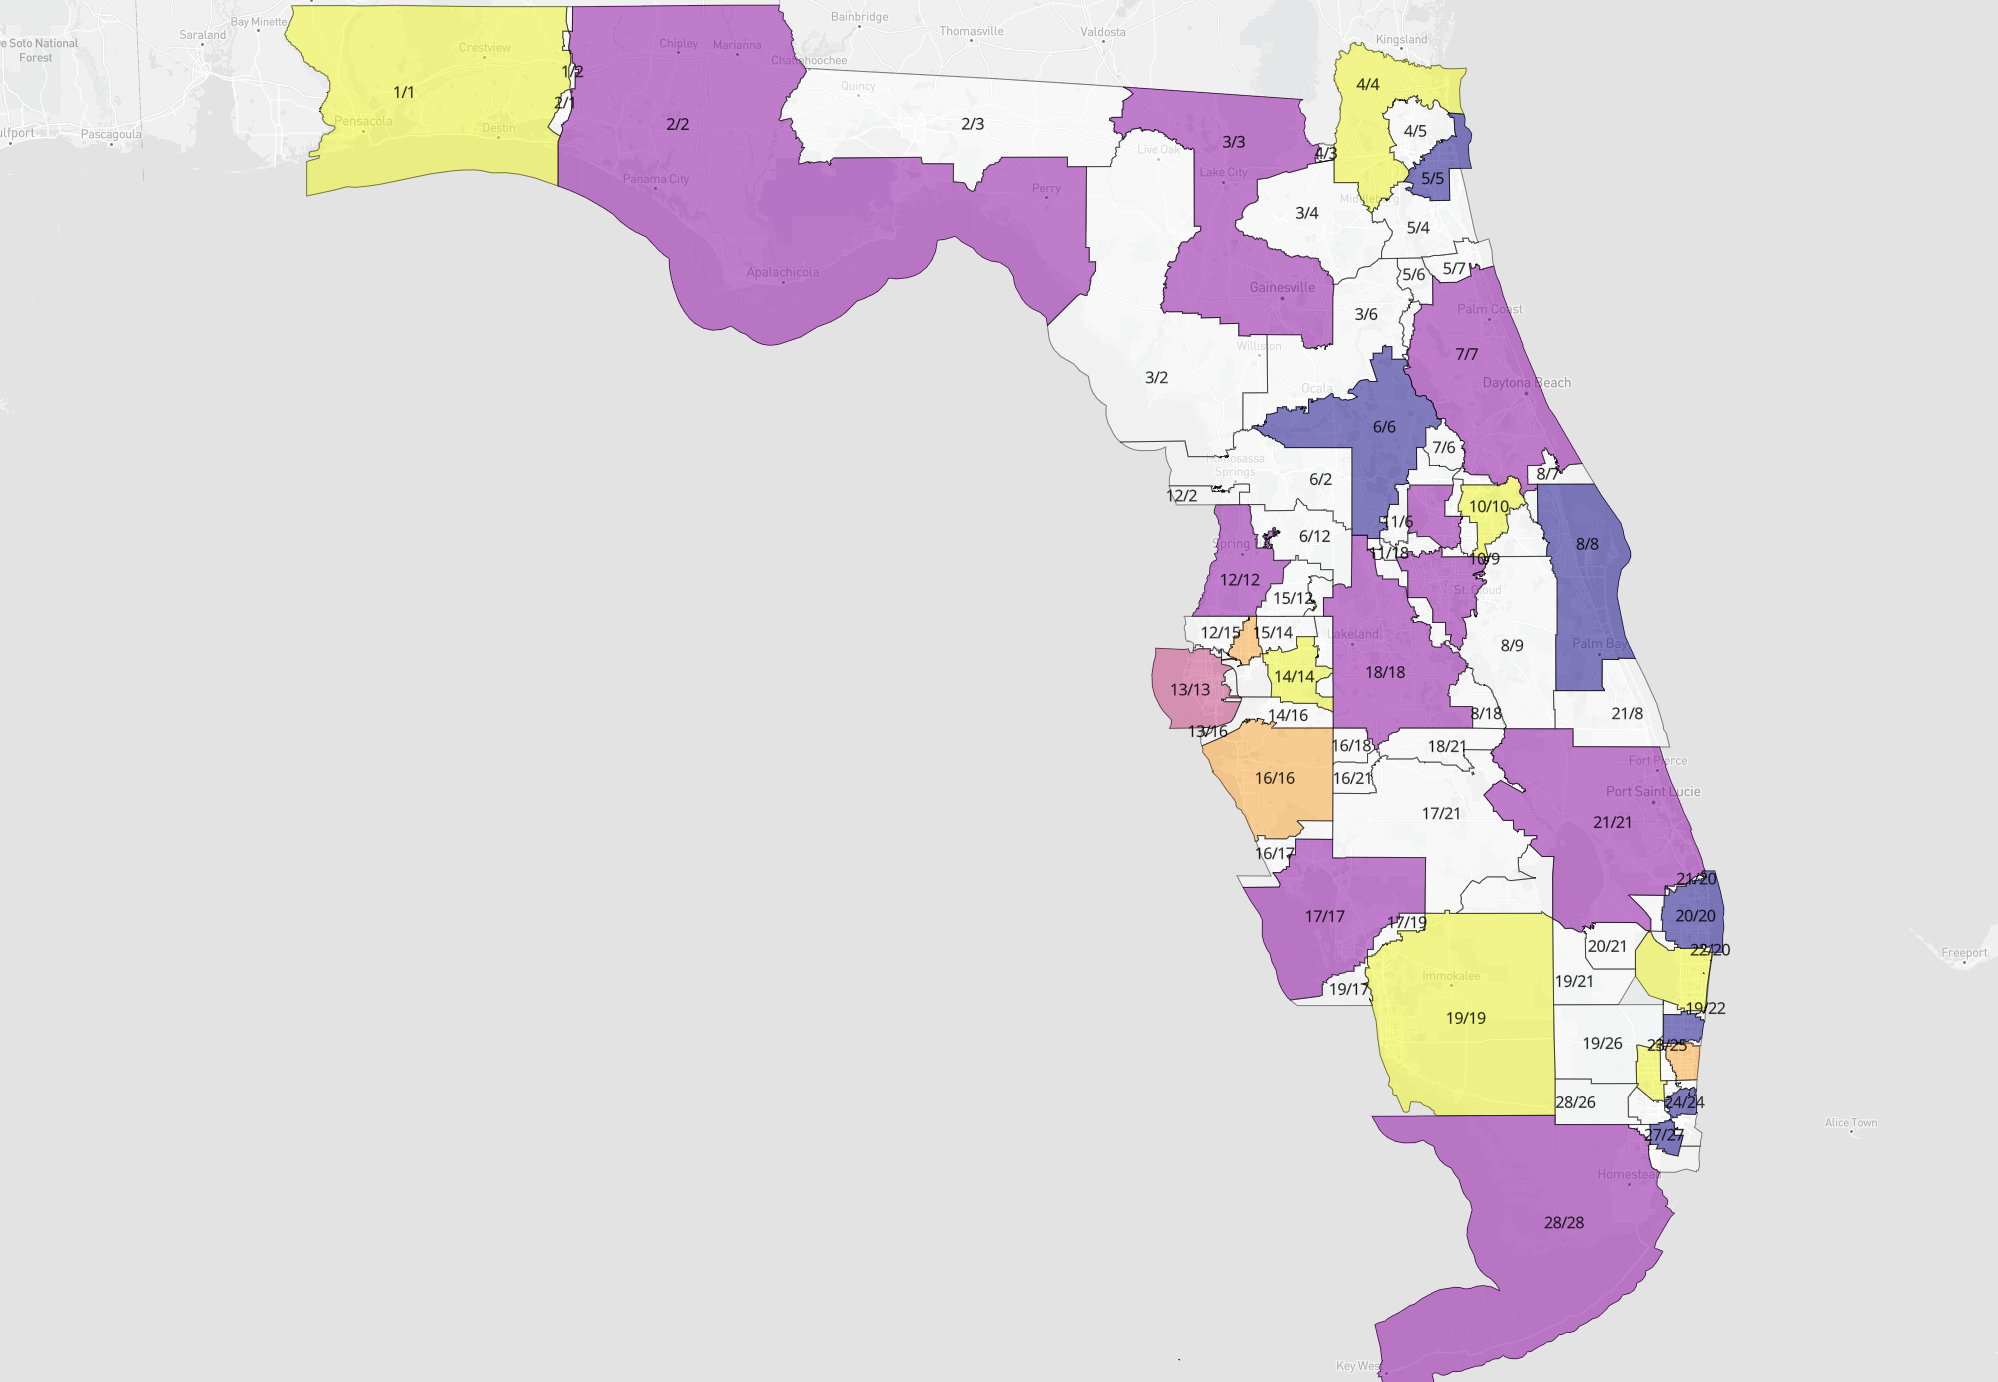 Bay Minette
Bainbridge
Saraland
Thomasville
Valdosta
Kingsland
e Soto National
Forest
Crestview
Chipley
Marianna
Chattahoochee
1/2
4/4
1/1
Quincy
2/1
Pensacola
Destin
2/2
2/3
4/5
ulfport
Pascagoula
3/3
Live Oak
4/3
Lake City
5/5
Panama City
Perry
3/4
5/4
Apalachicola
5/6
5/7
Gainesville
3/6
Palm Coast
Williston
7/7
3/2
Ocala
Daytona Beach
6/6
7/6
Homosassa
Springs
6/2
8/7
12/2
10/10
11/6
Spring
6/12
8/8
11/18
10/9
12/12
St. Cloud
15/12
12/15
15/14
Lakeland
8/9
Palm Bay
14/14
18/18
13/13
14/16
8/18
21/8
13/16
16/18
18/21
Fort Pierce
16/16
16/21
Port Saint Lucie
17/21
21/21
16/17
21/20
17/17
17/19
20/20
20/21
22/20
Freeport
Immokalee
19/21
19/17
19/22
19/19
19/26
28/26
24/24
Alice Town
27/27
Homestead
28/28
Key Wes